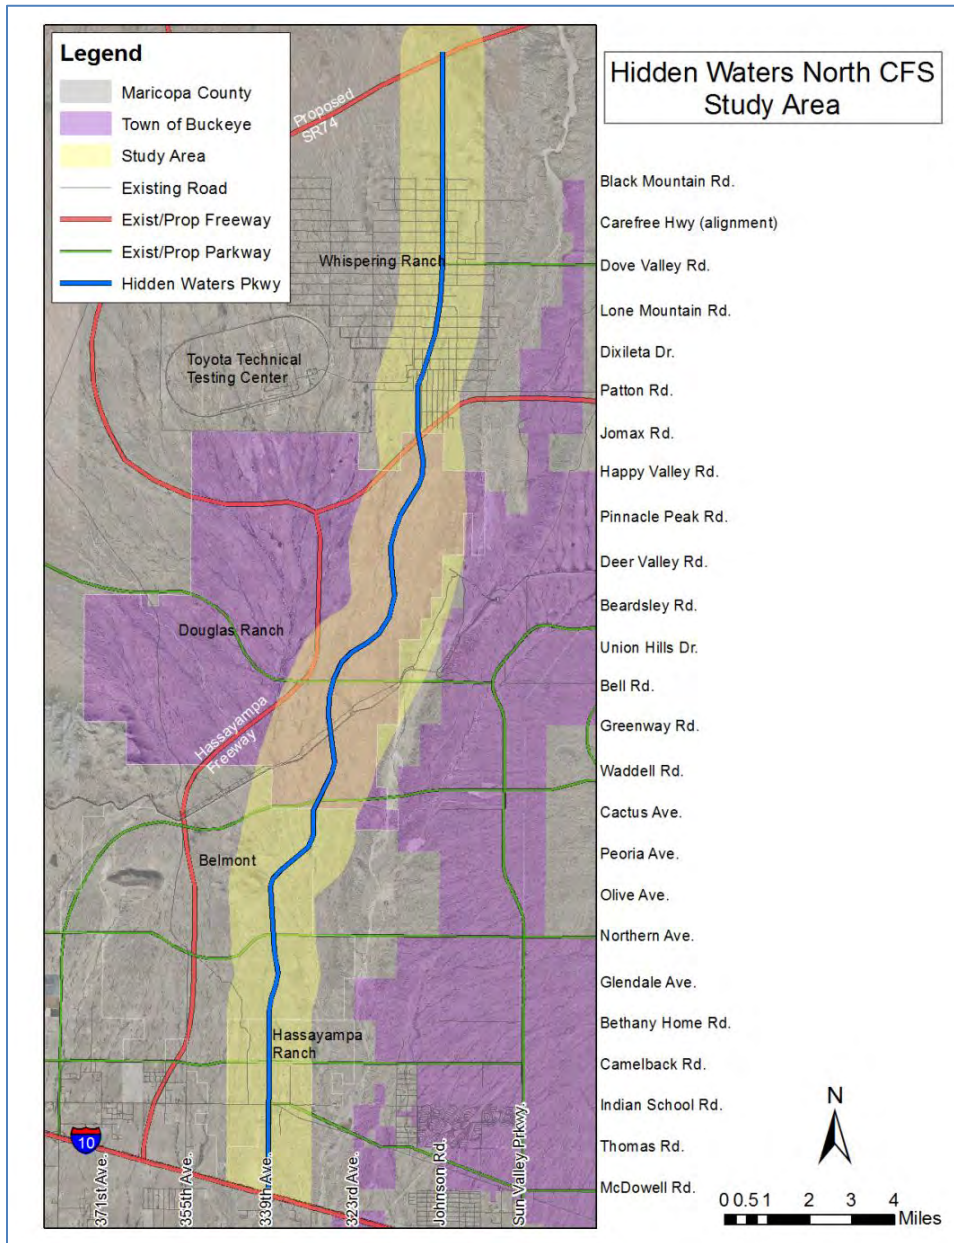 Legend
Maricopa County
Town of Buckeye
Study Area
Existing Road
Exist/Prop Freeway
Exist/Prop Parkway
Hidden Waters Pkwy
Hidden Waters North CFS
Study Area
Proposed
SR74
Whispering Ranch
Toyota Technical
Testing Center
Douglas Ranch
Hassayampa
Freeway
Belmont
Hassayampa
Ranch
10
371st Ave.
355th Ave.
339th Ave.
323rd Ave.
Johnson Rd.
Sun Valley Prkwy.
Black Mountain Rd.
Carefree Hwy (alignment)
Dove Valley Rd.
Lone Mountain Rd.
Dixileta Dr.
Patton Rd.
Jomax Rd.
Happy Valley Rd.
Pinnacle Peak Rd.
Deer Valley Rd.
Beardsley Rd.
Union Hills Dr.
Bell Rd.
Greenway Rd.
Waddell Rd.
Cactus Ave.
Peoria Ave.
Olive Ave.
Northern Ave.
Glendale Ave.
Bethany Home Rd.
Camelback Rd.
Indian School Rd.
Thomas Rd.
McDowell Rd.
N
0 0.5 1 2 3 4
Miles